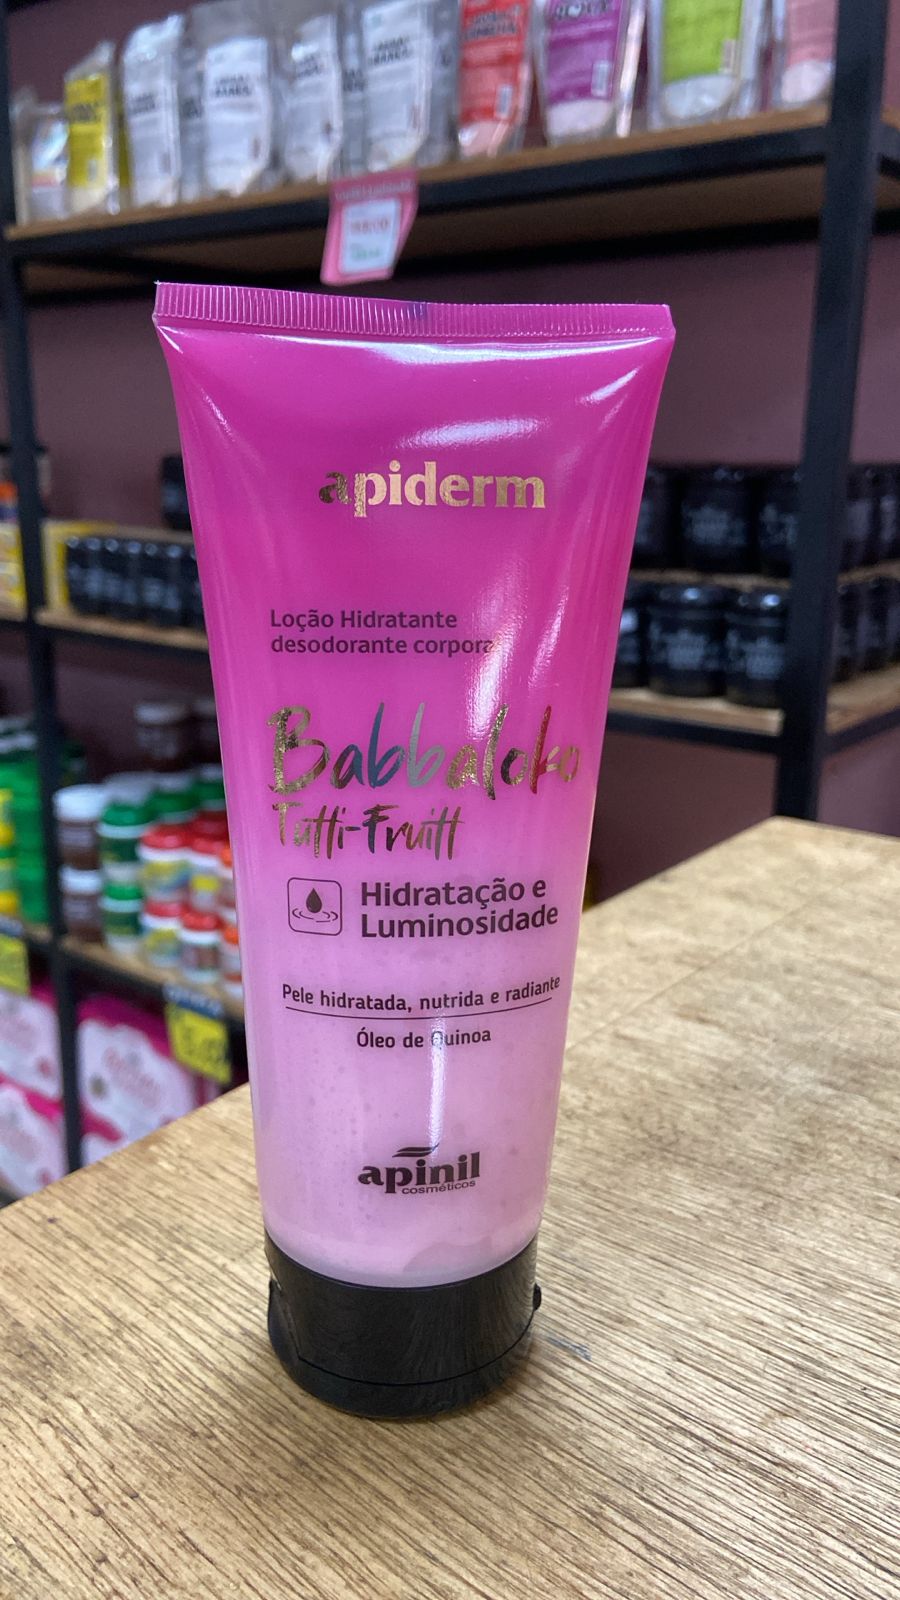 apiderm
Loção Hidratante
desodorante corporal
Babbaloko
Tutti-Frutti
Hidratação e
Luminosidade
Pele hidratada, nutrida e radiante
Óleo de Quinoa
apinil
cosméticos